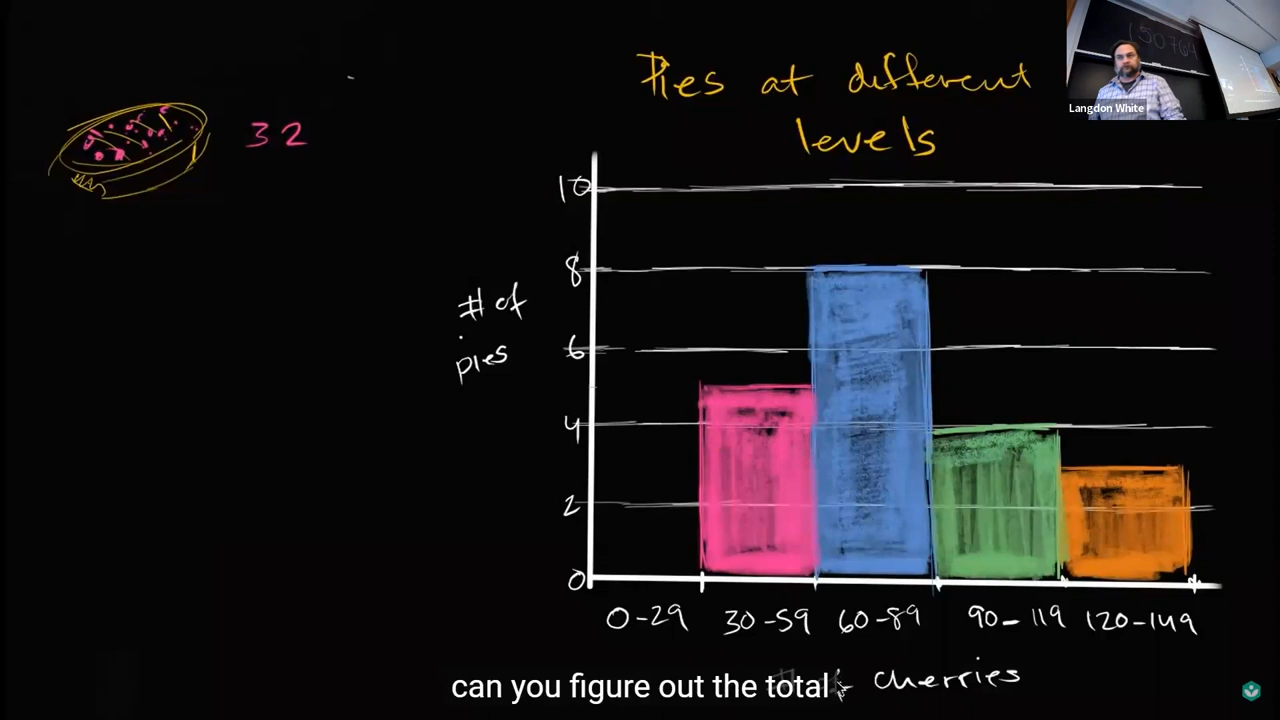 Pies at different
levels
32
10
8
6
4
2
0
# of
pies
0-29 30-59 60-89 90-119 120-149
cherries
can you figure out the total
Langdon White